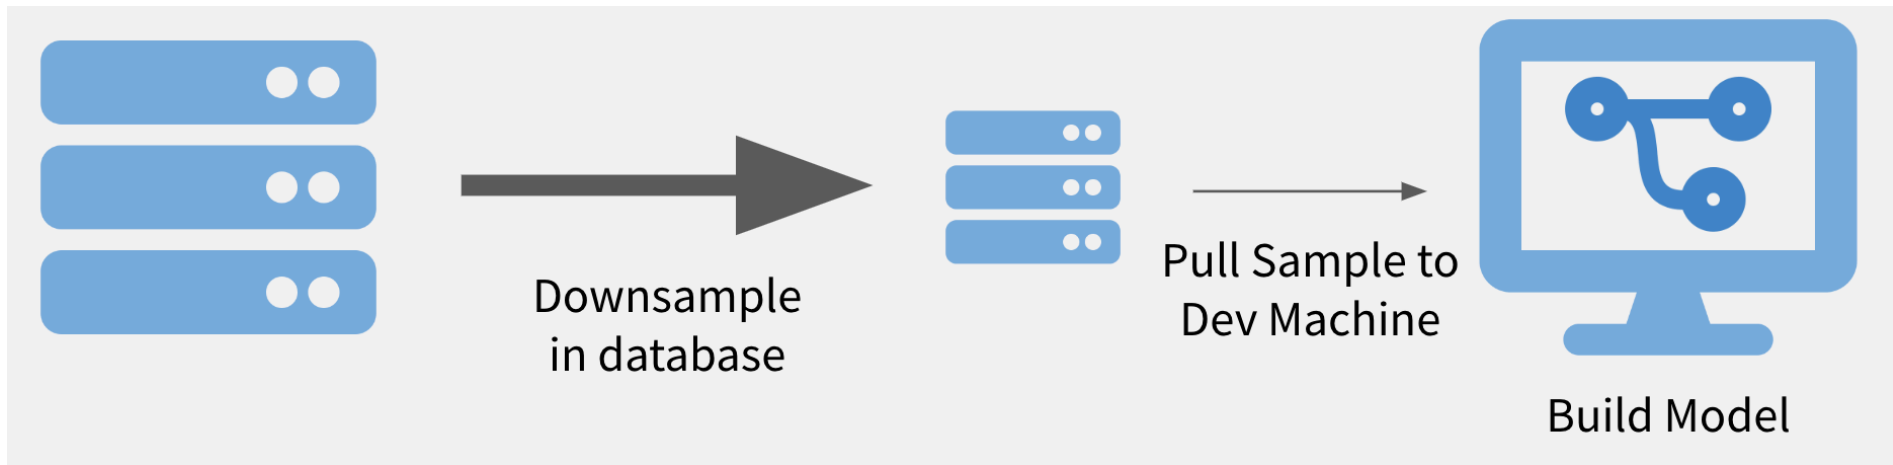 Downsample
in database
Pull Sample to
Dev Machine
Build Model